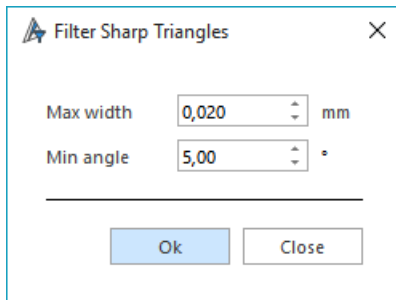 Filter Sharp Triangles
Max width 0,020 mm
Min angle 5,00 °
Ok Close